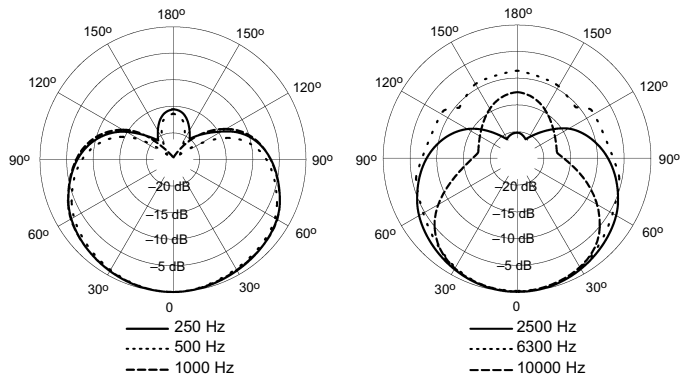 180º 180º
150º 150º 150º 150º
120º 120º 120º 120º
90º 90º 90º 90º
–20 dB –20 dB
–15 dB –15 dB
60º 60º 60º 60º
–10 dB –10 dB
–5 dB –5 dB
30º 30º 30º 30º
0 0
250 Hz 2500 Hz
500 Hz 6300 Hz
1000 Hz 10000 Hz